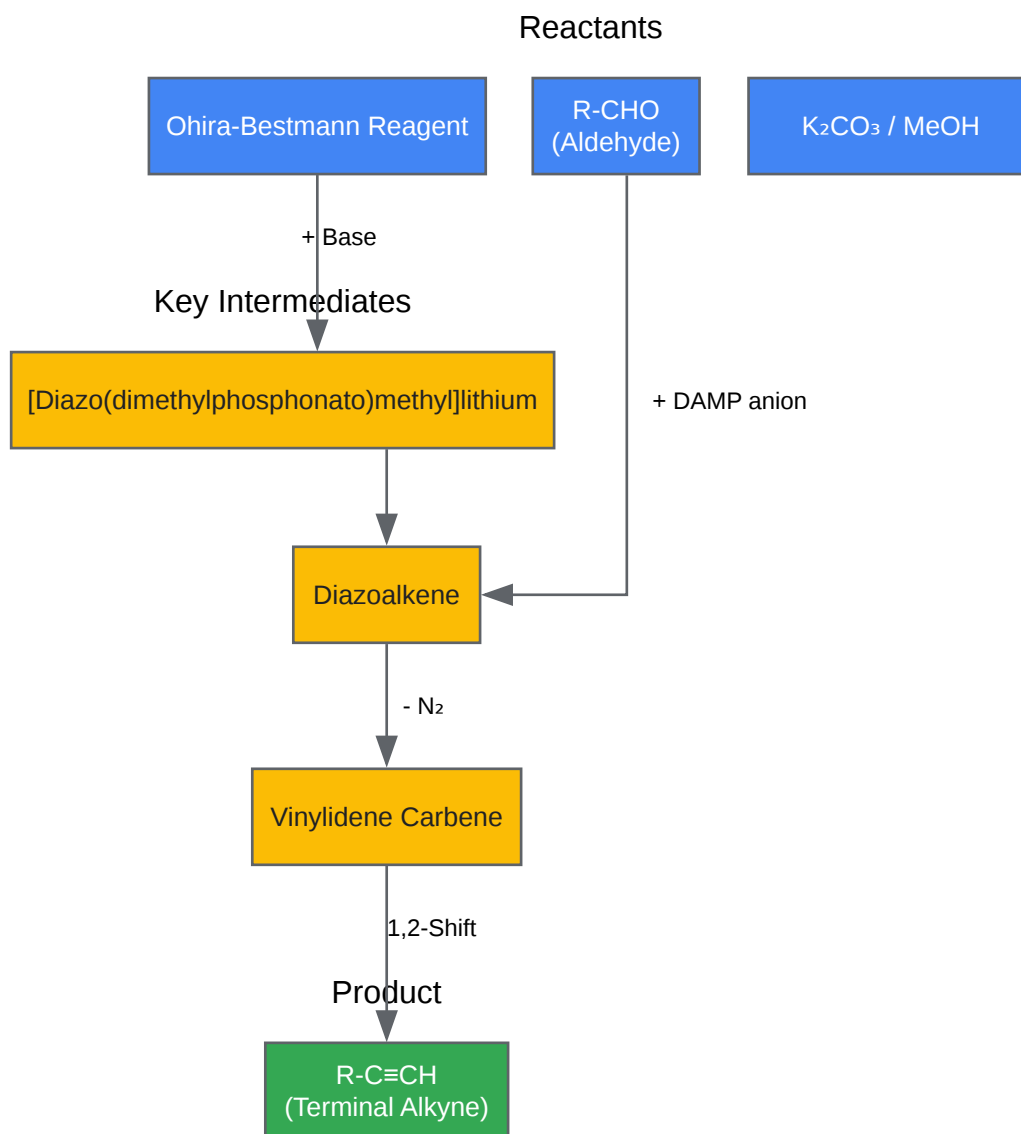 Reactants
Ohira-Bestmann Reagent
R-CHO
(Aldehyde)
K₂CO₃ / MeOH
+ Base
Key Intermediates
[Diazo(dimethylphosphonato)methyl]lithium
+ DAMP anion
Diazoalkene
- N₂
Vinylidene Carbene
1,2-Shift
Product
R-C≡CH
(Terminal Alkyne)